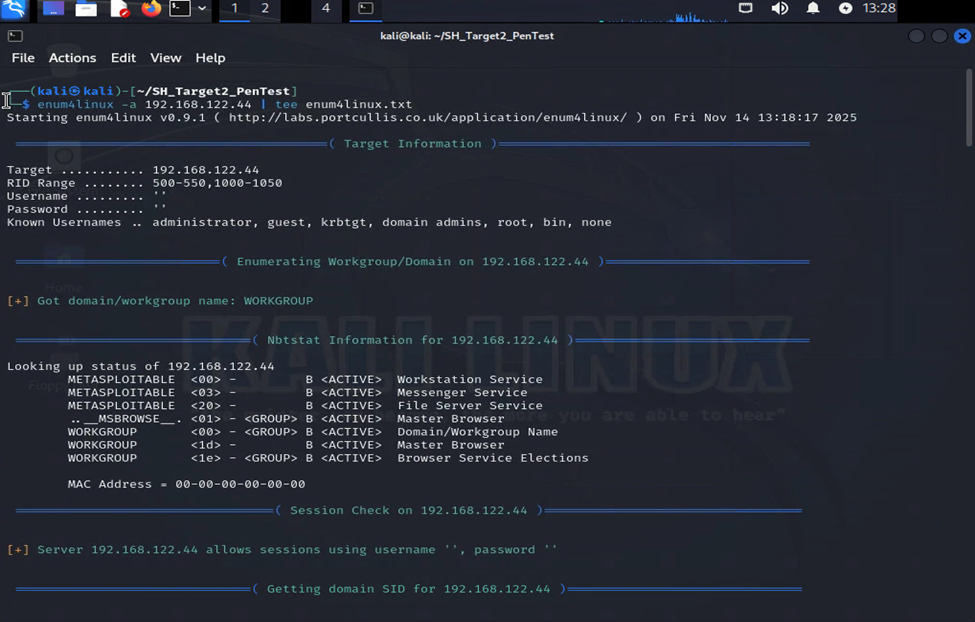 1 2 4 13:28
kali@kali: ~/SH_Target2_PenTest
File Actions Edit View Help
┌──(kali㉿kali)-[~/SH_Target2_PenTest]
└─$ enum4linux -a 192.168.122.44 | tee enum4linux.txt
Starting enum4linux v0.9.1 ( http://labs.portcullis.co.uk/application/enum4linux/ ) on Fri Nov 14 13:18:17 2025
( Target Information )
Target ........... 192.168.122.44
RID Range ........ 500-550,1000-1050
Username ......... ''
Password ......... ''
Known Usernames .. administrator, guest, krbtgt, domain admins, root, bin, none
( Enumerating Workgroup/Domain on 192.168.122.44 )
[+] Got domain/workgroup name: WORKGROUP
KALI LINUX
( Nbtstat Information for 192.168.122.44 )
Looking up status of 192.168.122.44
METASPLOITABLE <00> - B <ACTIVE> Workstation Service
METASPLOITABLE <03> - B <ACTIVE> Messenger Service
METASPLOITABLE <20> - B <ACTIVE> File Server Service
..__MSBROWSE__. <01> - <GROUP> B <ACTIVE> Master Browser
WORKGROUP <00> - <GROUP> B <ACTIVE> Domain/Workgroup Name
WORKGROUP <1d> - B <ACTIVE> Master Browser
WORKGROUP <1e> - <GROUP> B <ACTIVE> Browser Service Elections
MAC Address = 00-00-00-00-00-00
( Session Check on 192.168.122.44 )
[+] Server 192.168.122.44 allows sessions using username '', password ''
( Getting domain SID for 192.168.122.44 )
you are able to hear"
Home